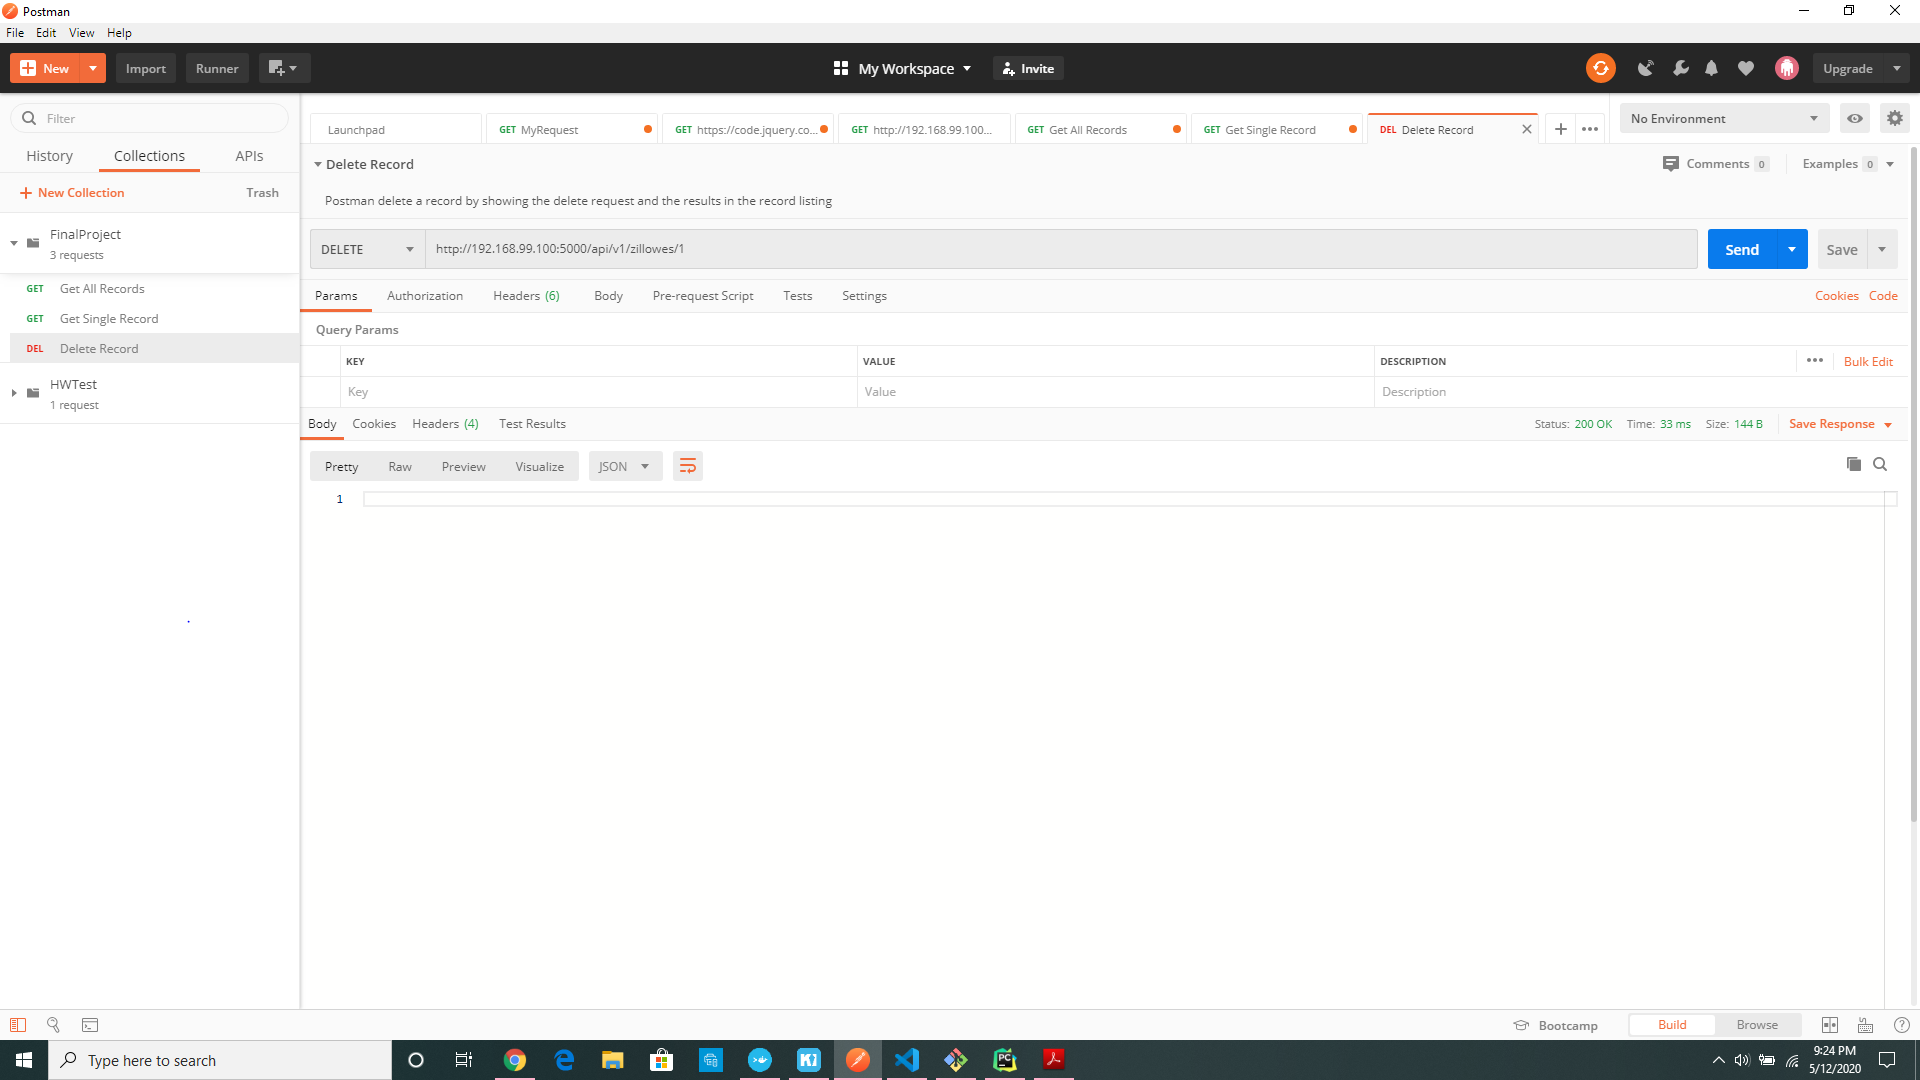 Postman
File Edit View Help
New Import Runner My Workspace Invite Upgrade
Filter
History Collections APIs
New Collection Trash
FinalProject
3 requests
GET Get All Records
GET Get Single Record
DEL Delete Record
HWTest
1 request
Launchpad GET MyRequest GET https://code.jquery.co... GET http://192.168.99.100... GET Get All Records GET Get Single Record DEL Delete Record No Environment
Delete Record Comments 0 Examples 0
Postman delete a record by showing the delete request and the results in the record listing
DELETE http://192.168.99.100:5000/api/v1/zillowes/1 Send Save
Params Authorization Headers (6) Body Pre-request Script Tests Settings Cookies Code
Query Params
KEY VALUE DESCRIPTION Bulk Edit
Key Value Description
Body Cookies Headers (4) Test Results Status: 200 OK Time: 33 ms Size: 144 B Save Response
Pretty Raw Preview Visualize JSON
1
Bootcamp Build Browse
Type here to search
PC
9:24 PM
5/12/2020